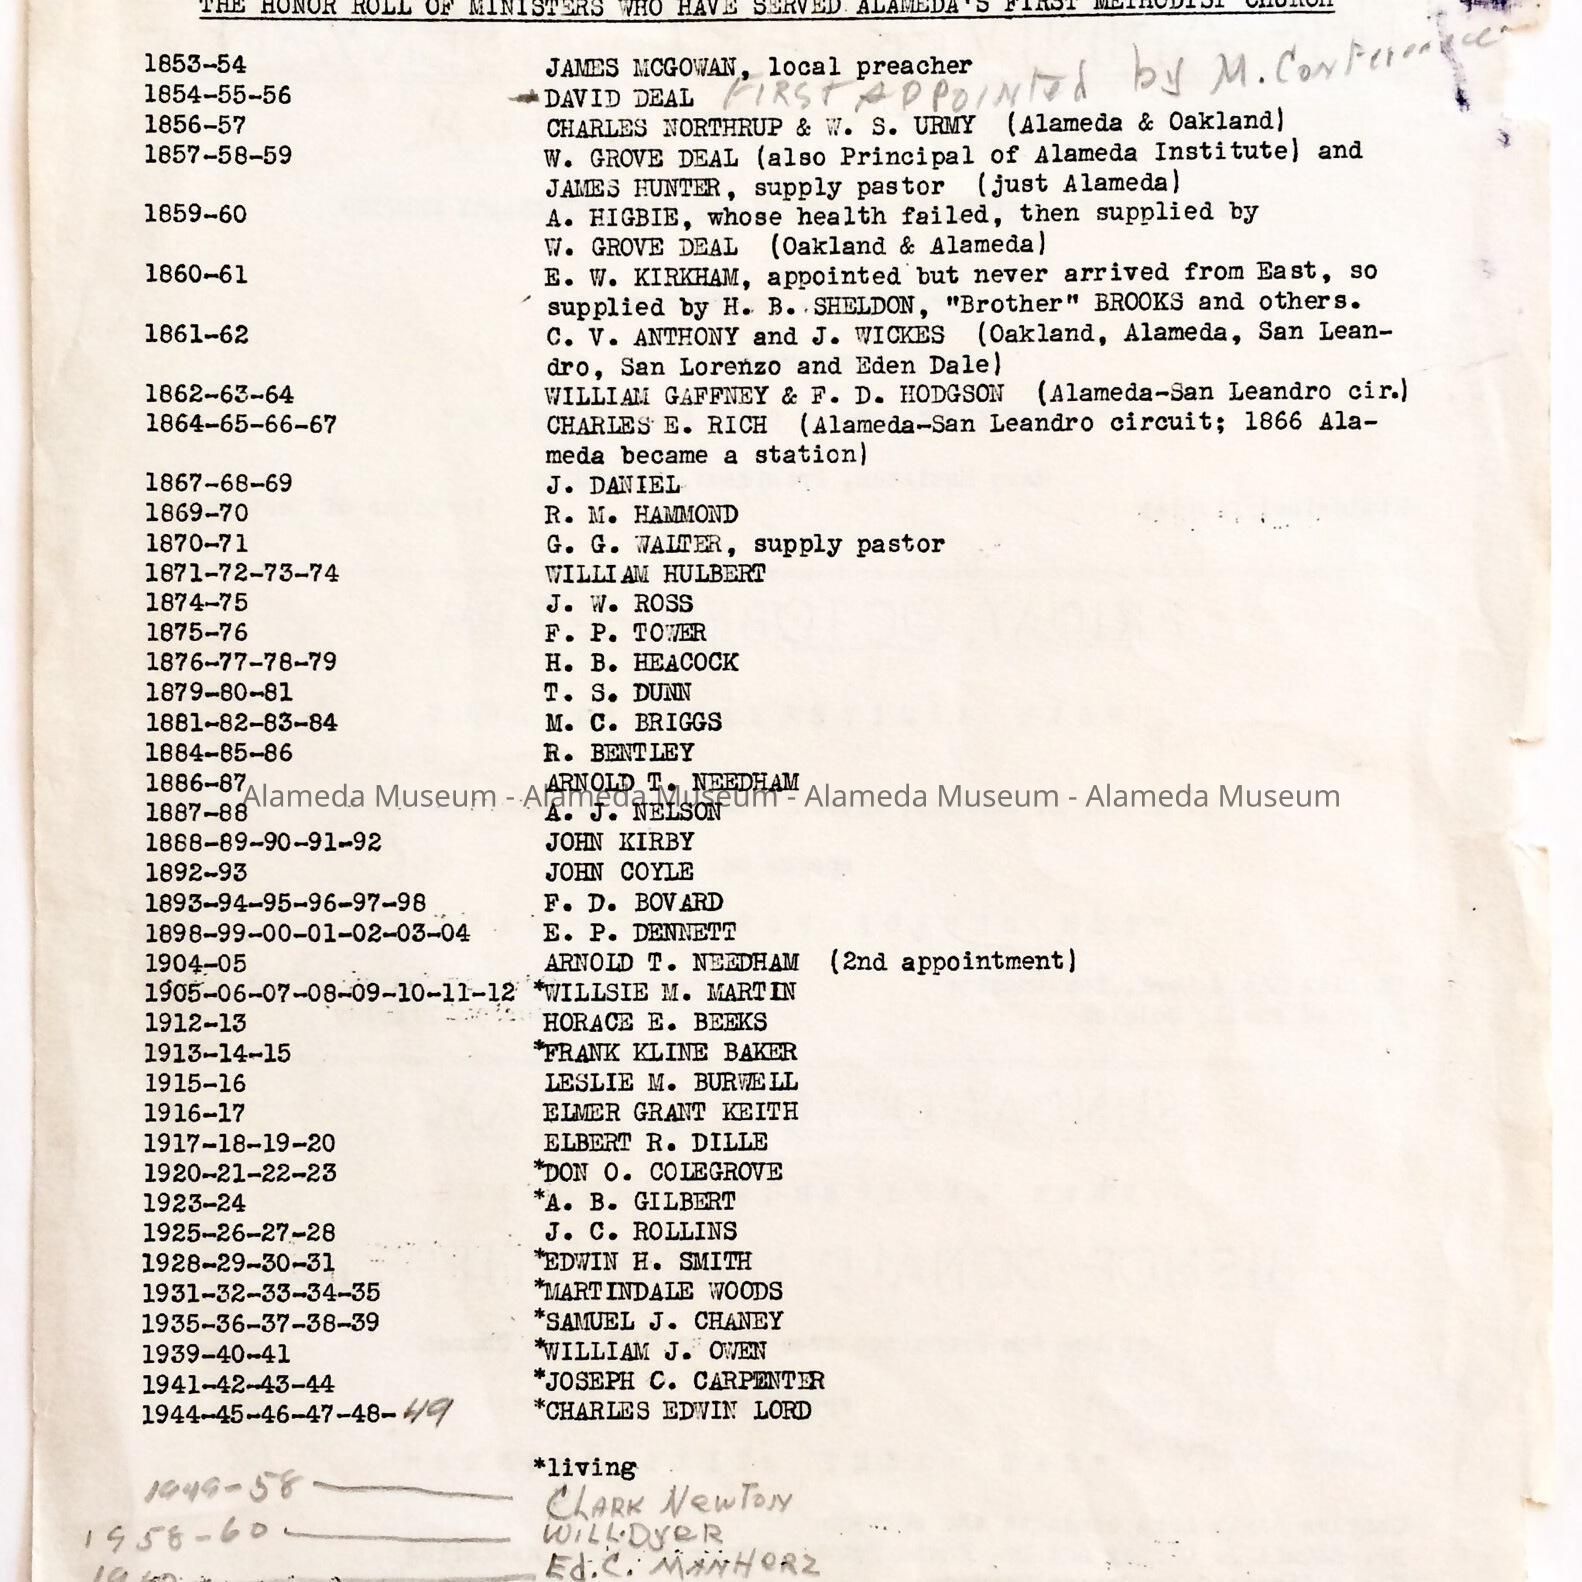 THE HONOR ROLL OF MINISTERS WHO HAVE SERVED ALAMEDA'S FIRST METHODIST CHURCH
1853-54 JAMES MCGOWAN, local preacher
1854-55-56 DAVID DEAL FIRST APPOINTED by M. Conference
1856-57 CHARLES NORTHRUP & W. S. URMY (Alameda & Oakland)
1857-58-59 W. GROVE DEAL (also Principal of Alameda Institute) and
JAMES HUNTER, supply pastor (just Alameda)
1859-60 A. HIGBIE, whose health failed, then supplied by
W. GROVE DEAL (Oakland & Alameda)
1860-61 E. W. KIRKHAM, appointed but never arrived from East, so
supplied by H. B. SHELDON, "Brother" BROOKS and others.
1861-62 C. V. ANTHONY and J. WICKES (Oakland, Alameda, San Lean-
dro, San Lorenzo and Eden Dale)
1862-63-64 WILLIAM GAFFNEY & F. D. HODGSON (Alameda-San Leandro cir.)
1864-65-66-67 CHARLES E. RICH (Alameda-San Leandro circuit; 1866 Ala-
meda became a station)
1867-68-69 J. DANIEL
1869-70 R. M. HAMMOND
1870-71 G. G. WALTER, supply pastor
1871-72-73-74 WILLIAM HULBERT
1874-75 J. W. ROSS
1875-76 F. P. TOWER
1876-77-78-79 H. B. HEACOCK
1879-80-81 T. S. DUNN
1881-82-83-84 M. C. BRIGGS
1884-85-86 R. BENTLEY
1886-87 ARNOLD T. NEEDHAM
Alameda Museum - Alameda Museum - Alameda Museum - Alameda Museum
1887-88 A. J. NELSON
1888-89-90-91-92 JOHN KIRBY
1892-93 JOHN COYLE
1893-94-95-96-97-98 F. D. BOVARD
1898-99-00-01-02-03-04 E. P. DENNETT
1904-05 ARNOLD T. NEEDHAM (2nd appointment)
1905-06-07-08-09-10-11-12 *WILLSIE M. MARTIN
1912-13 HORACE E. BEEKS
1913-14-15 *FRANK KLINE BAKER
1915-16 LESLIE M. BURWELL
1916-17 ELMER GRANT KEITH
1917-18-19-20 ELBERT R. DILLE
1920-21-22-23 *DON O. COLEGROVE
1923-24 *A. B. GILBERT
1925-26-27-28 J. C. ROLLINS
1928-29-30-31 *EDWIN H. SMITH
1931-32-33-34-35 *MARTINDALE WOODS
1935-36-37-38-39 *SAMUEL J. CHANEY
1939-40-41 *WILLIAM J. OWEN
1941-42-43-44 *JOSEPH C. CARPENTER
1944-45-46-47-48-49 *CHARLES EDWIN LORD
*living
1949-58 CLARK NEWTON
1958-60 WILL DYER
Ed. C. MANHERZ